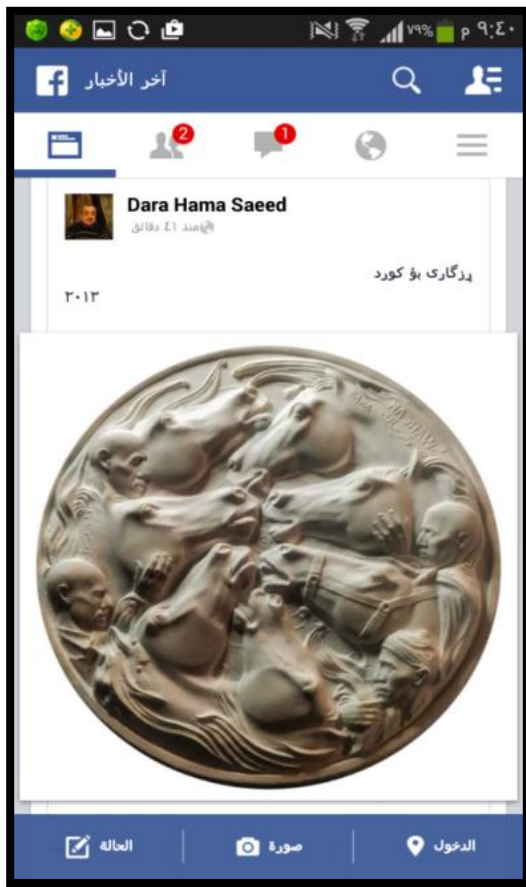 ٧٩% م ٩:٤٠
آخر الأخبار
2
1
Dara Hama Saeed
منذ ٤١ دقائق
ڕزگاری بۆ کورد
٢٠١٣
الدخول
صورة
الحالة